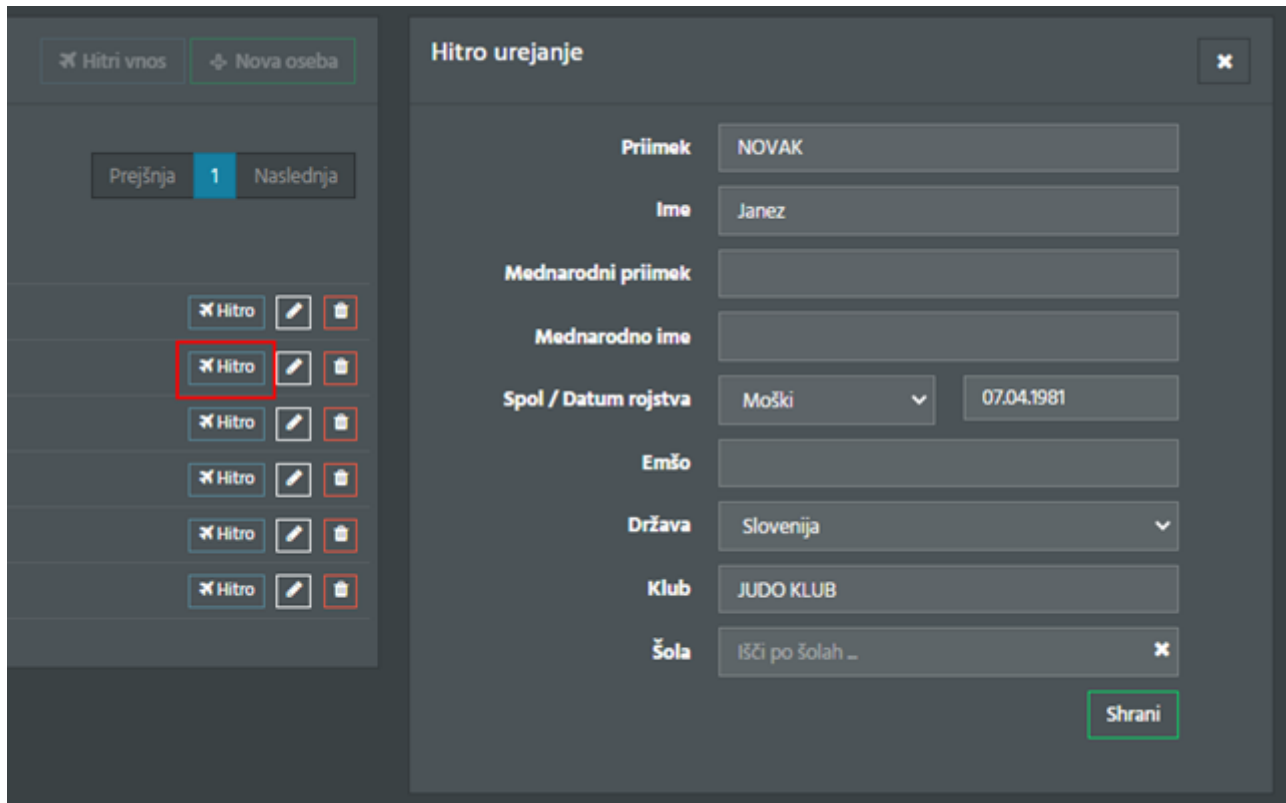 Hitri vnos
Nova oseba
Prejšnja 1 Naslednja
Hitro
Hitro
Hitro
Hitro
Hitro
Hitro
Hitro urejanje
Priimek NOVAK
Ime Janez
Mednarodni priimek
Mednarodno ime
Spol / Datum rojstva Moški 07.04.1981
Emšo
Država Slovenija
Klub JUDO KLUB
Šola Išči po šolah ...
Shrani